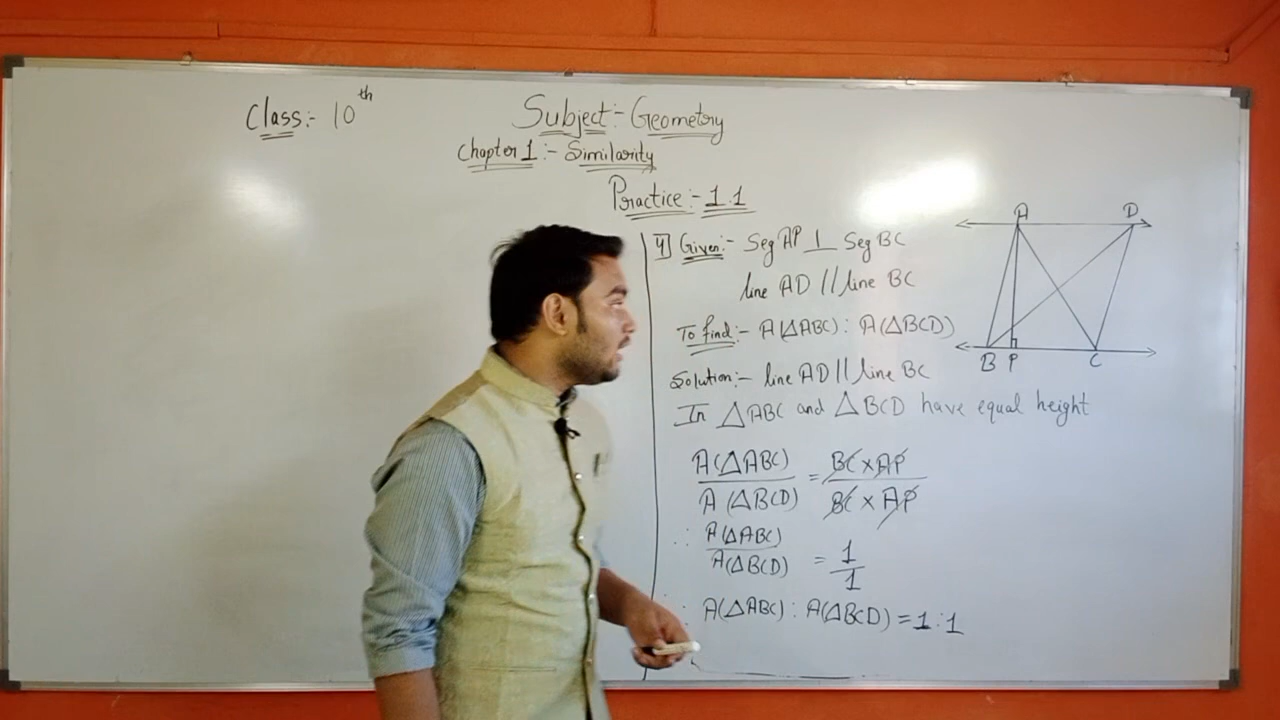 Class:- 10th
Subject:- Geometry
Chapter 1:- Similarity
Practice:- 1.1
4] Given:- Seg AP ⊥ Seg BC
line AD // line BC
To find:- A(△ABC) : A(△BCD)
Solution:- line AD // line BC
In △ABC and △BCD have equal height
A(△ABC) / A(△BCD) = BC × AP / BC × AP
∴ A(△ABC) / A(△BCD) = 1/1
∴ A(△ABC) : A(△BCD) = 1:1
A D
B P C